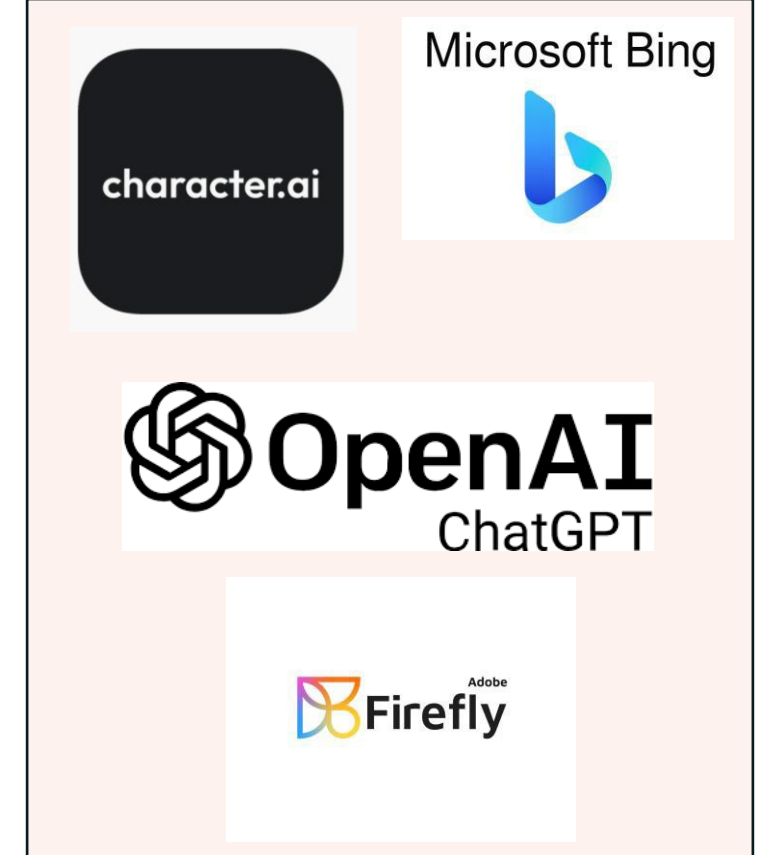 character.ai
Microsoft Bing
OpenAI
ChatGPT
Adobe
Firefly